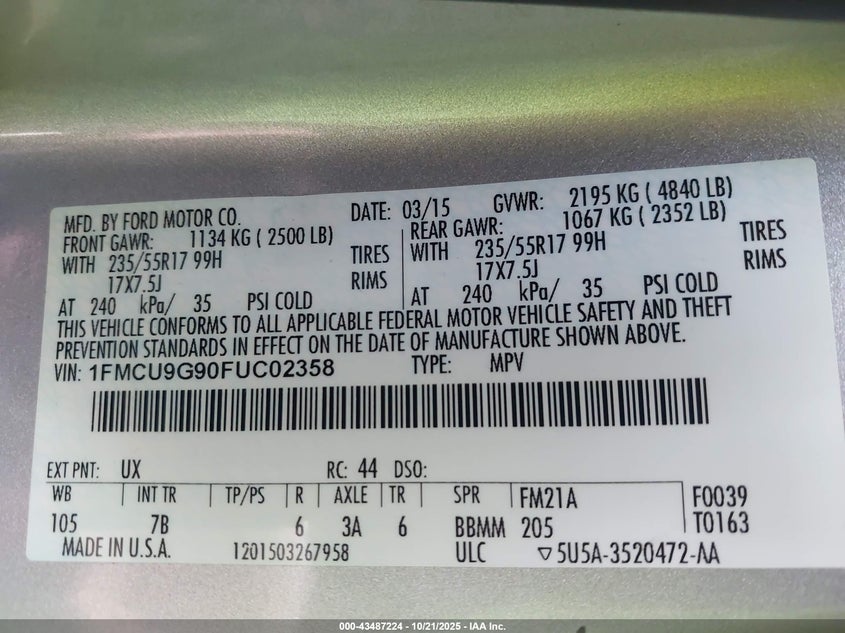 MFD. BY FORD MOTOR CO. DATE: 03/15 GVWR: 2195 KG ( 4840 LB)
FRONT GAWR: 1134 KG ( 2500 LB) REAR GAWR: 1067 KG ( 2352 LB)
WITH 235/55R17 99H TIRES WITH 235/55R17 99H TIRES
17X7.5J RIMS 17X7.5J RIMS
AT 240 kPa/ 35 PSI COLD AT 240 kPa/ 35 PSI COLD
THIS VEHICLE CONFORMS TO ALL APPLICABLE FEDERAL MOTOR VEHICLE SAFETY AND THEFT
PREVENTION STANDARDS IN EFFECT ON THE DATE OF MANUFACTURE SHOWN ABOVE.
VIN: 1FMCU9G90FUC02358 TYPE: MPV
EXT PNT: UX RC: 44 DSO:
WB INT TR TP/PS R AXLE TR SPR FM21A F0039
105 7B 6 3A 6 BBMM 205 T0163
MADE IN U.S.A. 1201503267958 ULC ▽5U5A-3520472-AA
000-43487224 - 10/21/2025 - IAA Inc.